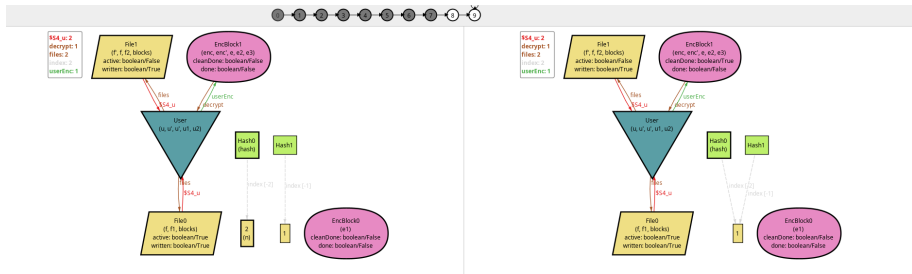 0 1 2 3 4 5 6 7 8 9
$S4_u: 2
decrypt: 1
files: 2
index: 2
userEnc: 1
File1
(f', f, f2, blocks)
active: boolean/False
written: boolean/True
EncBlock1
(enc, enc', e, e2, e3)
cleanDone: boolean/False
done: boolean/False
files
$S4_u
userEnc
decrypt
User
(u, u', u', u1, u2)
Hash0
(hash)
Hash1
files
$S4_u
index [-2]
index [-1]
File0
(f, f1, blocks)
active: boolean/True
written: boolean/True
2
(n)
1
EncBlock0
(e1)
cleanDone: boolean/False
done: boolean/False
$S4_u: 2
decrypt: 1
files: 2
index: 2
userEnc: 1
File1
(f', f, f2, blocks)
active: boolean/False
written: boolean/True
EncBlock1
(enc, enc', e, e2, e3)
cleanDone: boolean/True
done: boolean/False
files
$S4_u
userEnc
decrypt
User
(u, u', u', u1, u2)
Hash0
(hash)
Hash1
files
$S4_u
index [-2]
index [-1]
File0
(f, f1, blocks)
active: boolean/True
written: boolean/True
1
EncBlock0
(e1)
cleanDone: boolean/False
done: boolean/False